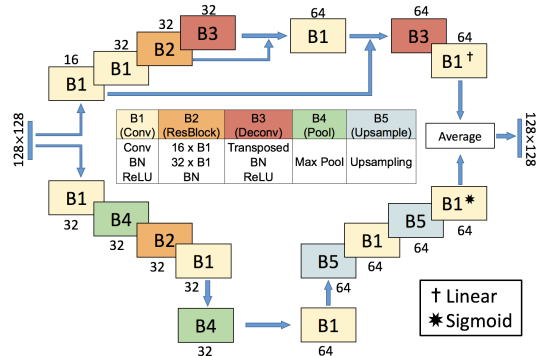 32
64
64
32
B3
B1
B3
32
B2
64
16
B1
B1†
B1
128×128
B1
(Conv)
B2
(ResBlock)
B3
(Deconv)
B4
(Pool)
B5
(Upsample)
Conv
BN
ReLU
16 x B1
32 x B1
BN
Transposed
BN
ReLU
Max Pool
Upsampling
Average
128×128
B1
32
B4
32
B2
32
B1
32
B4
32
B1
64
B5
64
B1
64
B5
64
B1✷
64
† Linear
✷ Sigmoid